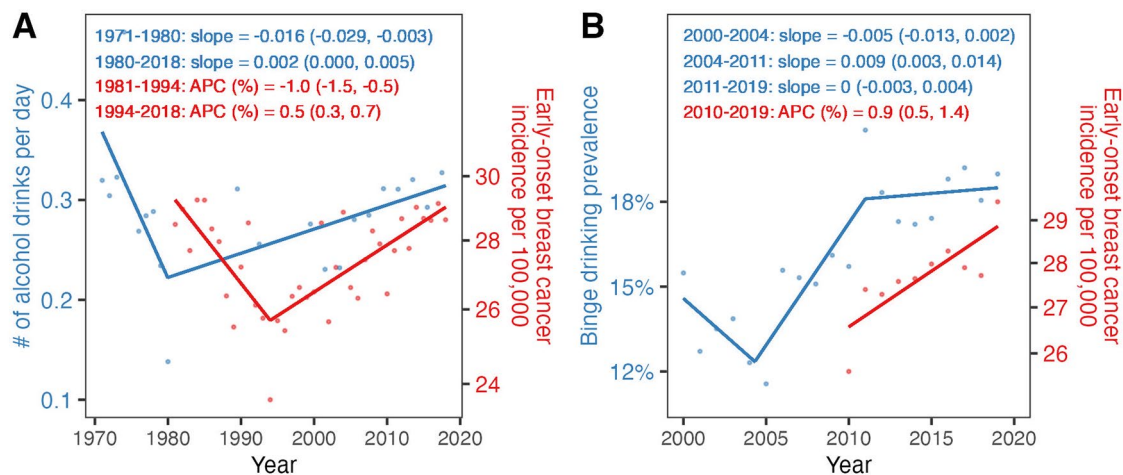 A
1971-1980: slope = -0.016 (-0.029, -0.003)
1980-2018: slope = 0.002 (0.000, 0.005)
1981-1994: APC (%) = -1.0 (-1.5, -0.5)
1994-2018: APC (%) = 0.5 (0.3, 0.7)
# of alcohol drinks per day
0.4
0.3
0.2
0.1
Early-onset breast cancer
incidence per 100,000
30
28
26
24
1970 1980 1990 2000 2010 2020
Year
B
2000-2004: slope = -0.005 (-0.013, 0.002)
2004-2011: slope = 0.009 (0.003, 0.014)
2011-2019: slope = 0 (-0.003, 0.004)
2010-2019: APC (%) = 0.9 (0.5, 1.4)
Binge drinking prevalence
18%
15%
12%
Early-onset breast cancer
incidence per 100,000
29
28
27
26
2000 2005 2010 2015 2020
Year